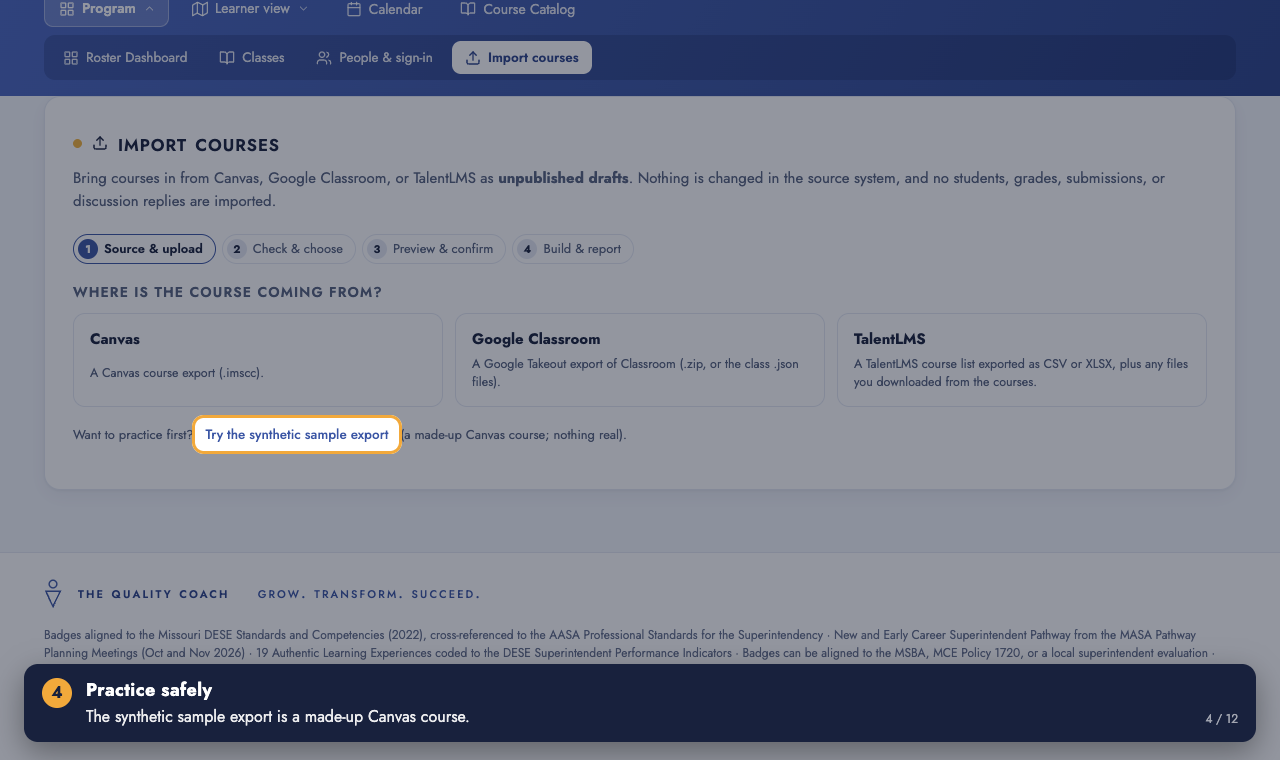 Program
Learner view
Calendar
Course Catalog
Roster Dashboard
Classes
People & sign-in
Import courses
IMPORT COURSES
Bring courses in from Canvas, Google Classroom, or TalentLMS as unpublished drafts. Nothing is changed in the source system, and no students, grades, submissions, or
discussion replies are imported.
1 Source & upload
2 Check & choose
3 Preview & confirm
4 Build & report
WHERE IS THE COURSE COMING FROM?
Canvas
A Canvas course export (.imscc).
Google Classroom
A Google Takeout export of Classroom (.zip, or the class .json
files).
TalentLMS
A TalentLMS course list exported as CSV or XLSX, plus any files
you downloaded from the courses.
Want to practice first? Try the synthetic sample export (a made-up Canvas course; nothing real).
THE QUALITY COACH
GROW. TRANSFORM. SUCCEED.
Badges aligned to the Missouri DESE Standards and Competencies (2022), cross-referenced to the AASA Professional Standards for the Superintendency · New and Early Career Superintendent Pathway from the MASA Pathway
Planning Meetings (Oct and Nov 2026) · 19 Authentic Learning Experiences coded to the DESE Superintendent Performance Indicators · Badges can be aligned to the MSBA, MCE Policy 1720, or a local superintendent evaluation ·
4
Practice safely
The synthetic sample export is a made-up Canvas course.
4 / 12